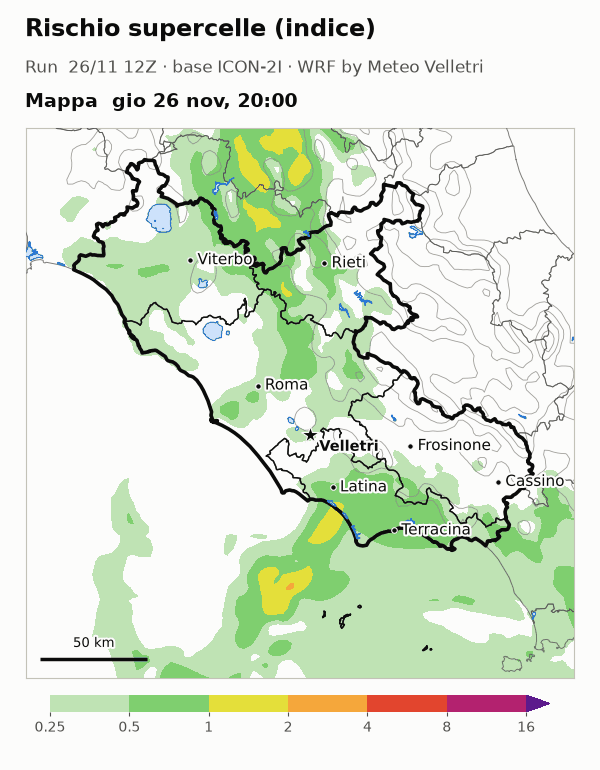 Rischio supercelle (indice)
Run 26/11 12Z · base ICON-2I · WRF by Meteo Velletri
Mappa gio 26 nov, 20:00
Viterbo
Rieti
Roma
Velletri
Frosinone
Cassino
Latina
Terracina
50 km
0.25 0.5 1 2 4 8 16